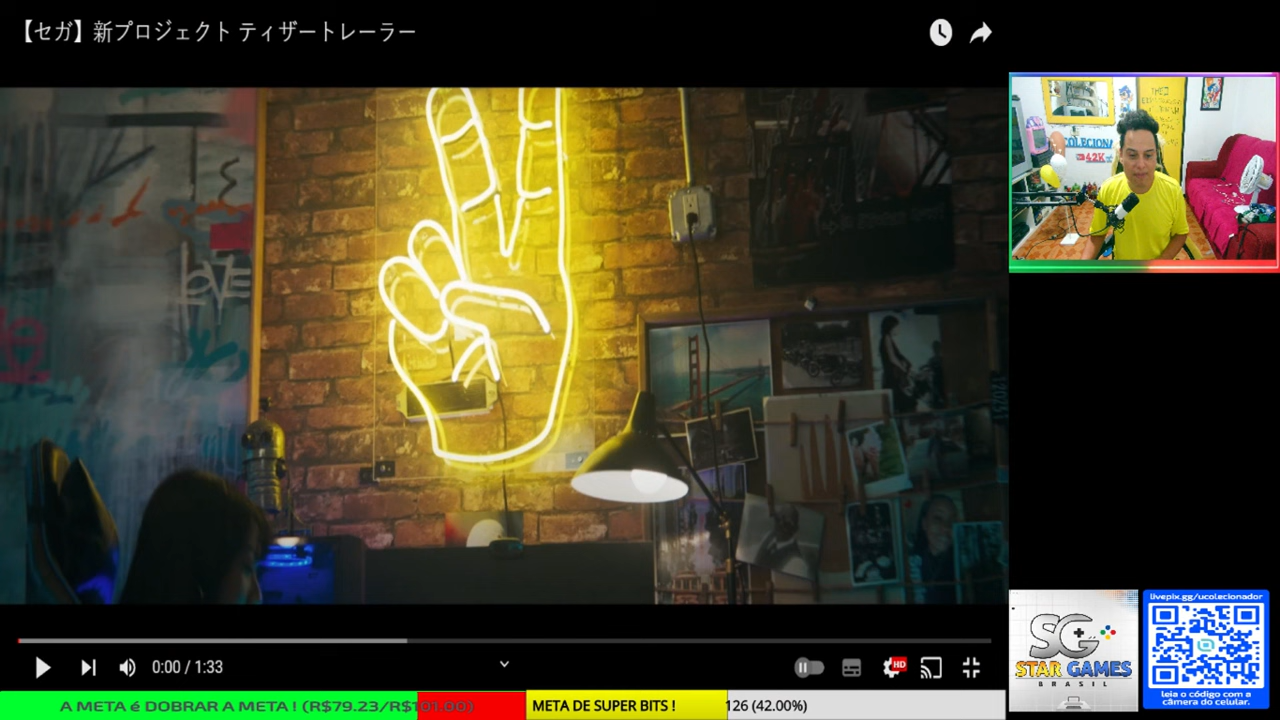 【セガ】新プロジェクト ティザートレーラー
LOVE
COLECIONA
42K
livepix.gg/ucolecionador
SG
STAR GAMES
BRASIL
leia o código com a
câmera do celular.
0:00 / 1:33
HD
A META é DOBRAR A META ! (R$79.23/R$101.00)
META DE SUPER BITS !
126 (42.00%)